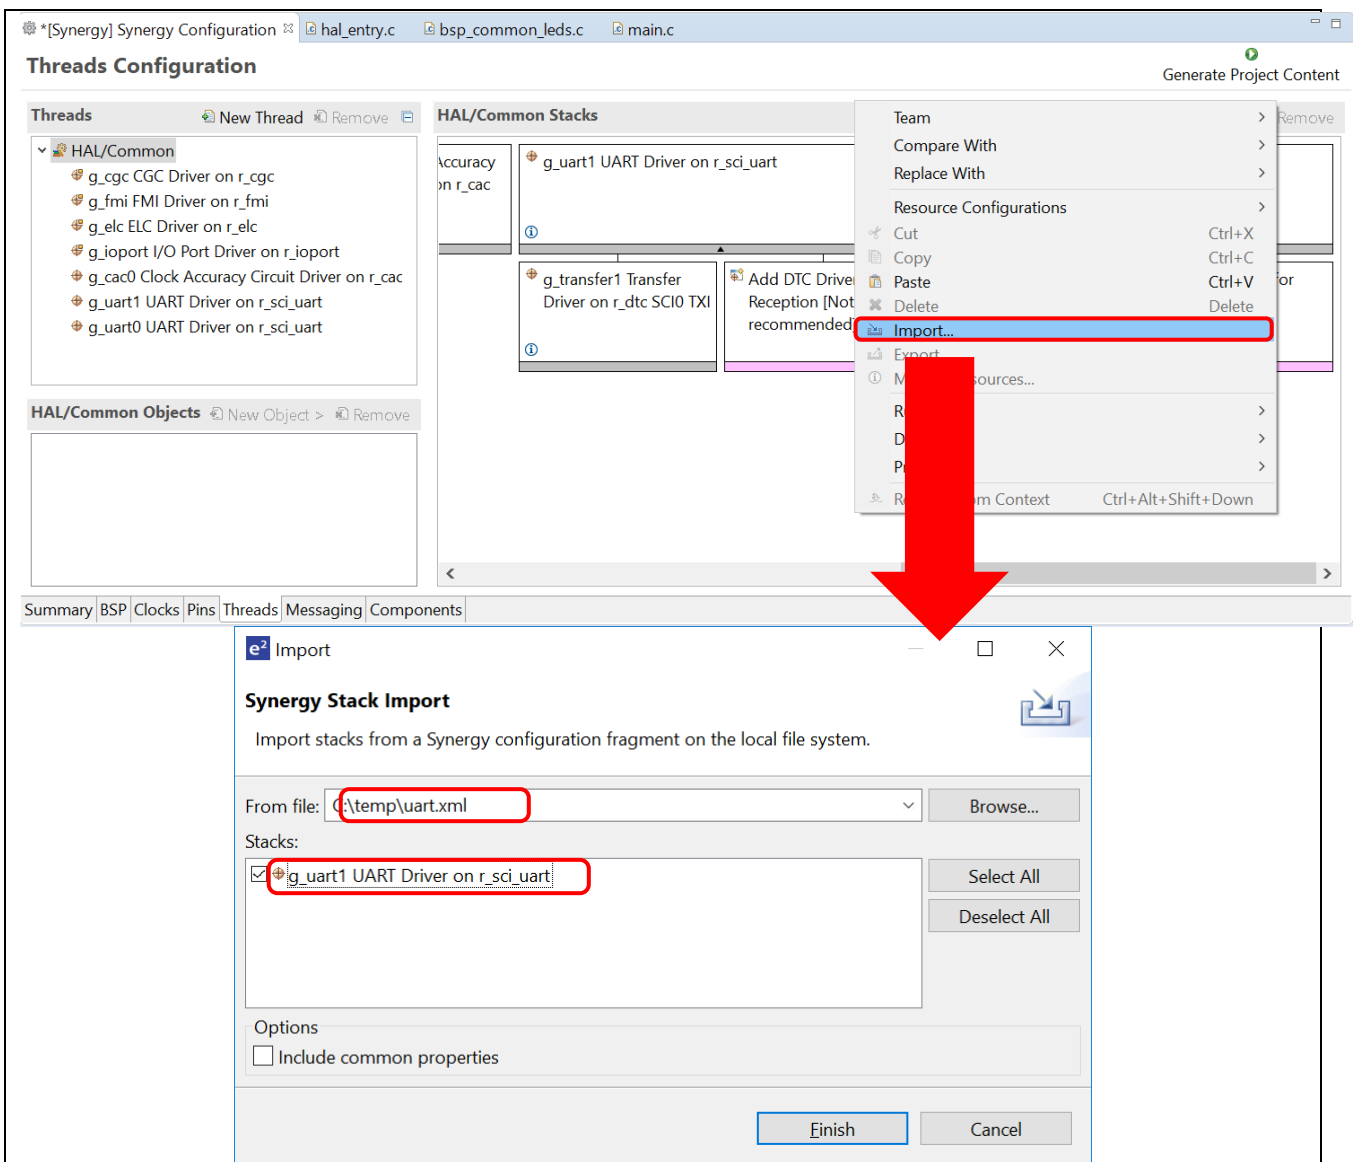 *[Synergy] Synergy Configuration
hal_entry.c
bsp_common_leds.c
main.c
Threads Configuration
Generate Project Content
Threads
New Thread
Remove
HAL/Common
g_cgc CGC Driver on r_cgc
g_fmi FMI Driver on r_fmi
g_elc ELC Driver on r_elc
g_ioport I/O Port Driver on r_ioport
g_cac0 Clock Accuracy Circuit Driver on r_cac
g_uart1 UART Driver on r_sci_uart
g_uart0 UART Driver on r_sci_uart
HAL/Common Objects
New Object >
Remove
HAL/Common Stacks
Remove
Accuracy
on r_cac
g_uart1 UART Driver on r_sci_uart
g_transfer1 Transfer
Driver on r_dtc SCI0 TXI
Add DTC Drive
Reception [Not
recommended]
for
Team
Compare With
Replace With
Resource Configurations
Cut Ctrl+X
Copy Ctrl+C
Paste Ctrl+V
Delete Delete
Import...
Export
sources...
om Context Ctrl+Alt+Shift+Down
Summary
BSP
Clocks
Pins
Threads
Messaging
Components
e² Import
Synergy Stack Import
Import stacks from a Synergy configuration fragment on the local file system.
From file: C:\temp\uart.xml
Browse...
Stacks:
g_uart1 UART Driver on r_sci_uart
Select All
Deselect All
Options
Include common properties
Finish
Cancel